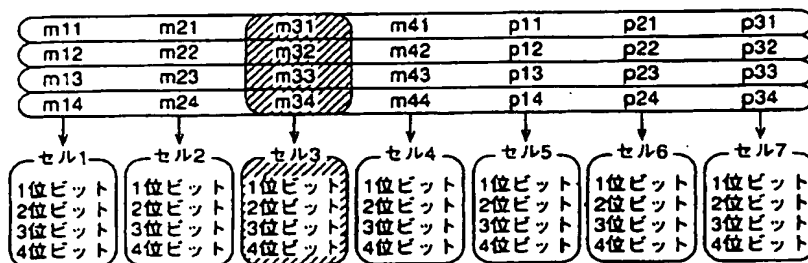 m11 m21 m31 m41 p11 p21 p31
m12 m22 m32 m42 p12 p22 p32
m13 m23 m33 m43 p13 p23 p33
m14 m24 m34 m44 p14 p24 p34
セル1 セル2 セル3 セル4 セル5 セル6 セル7
1位ビット 1位ビット 1位ビット 1位ビット 1位ビット 1位ビット 1位ビット
2位ビット 2位ビット 2位ビット 2位ビット 2位ビット 2位ビット 2位ビット
3位ビット 3位ビット 3位ビット 3位ビット 3位ビット 3位ビット 3位ビット
4位ビット 4位ビット 4位ビット 4位ビット 4位ビット 4位ビット 4位ビット